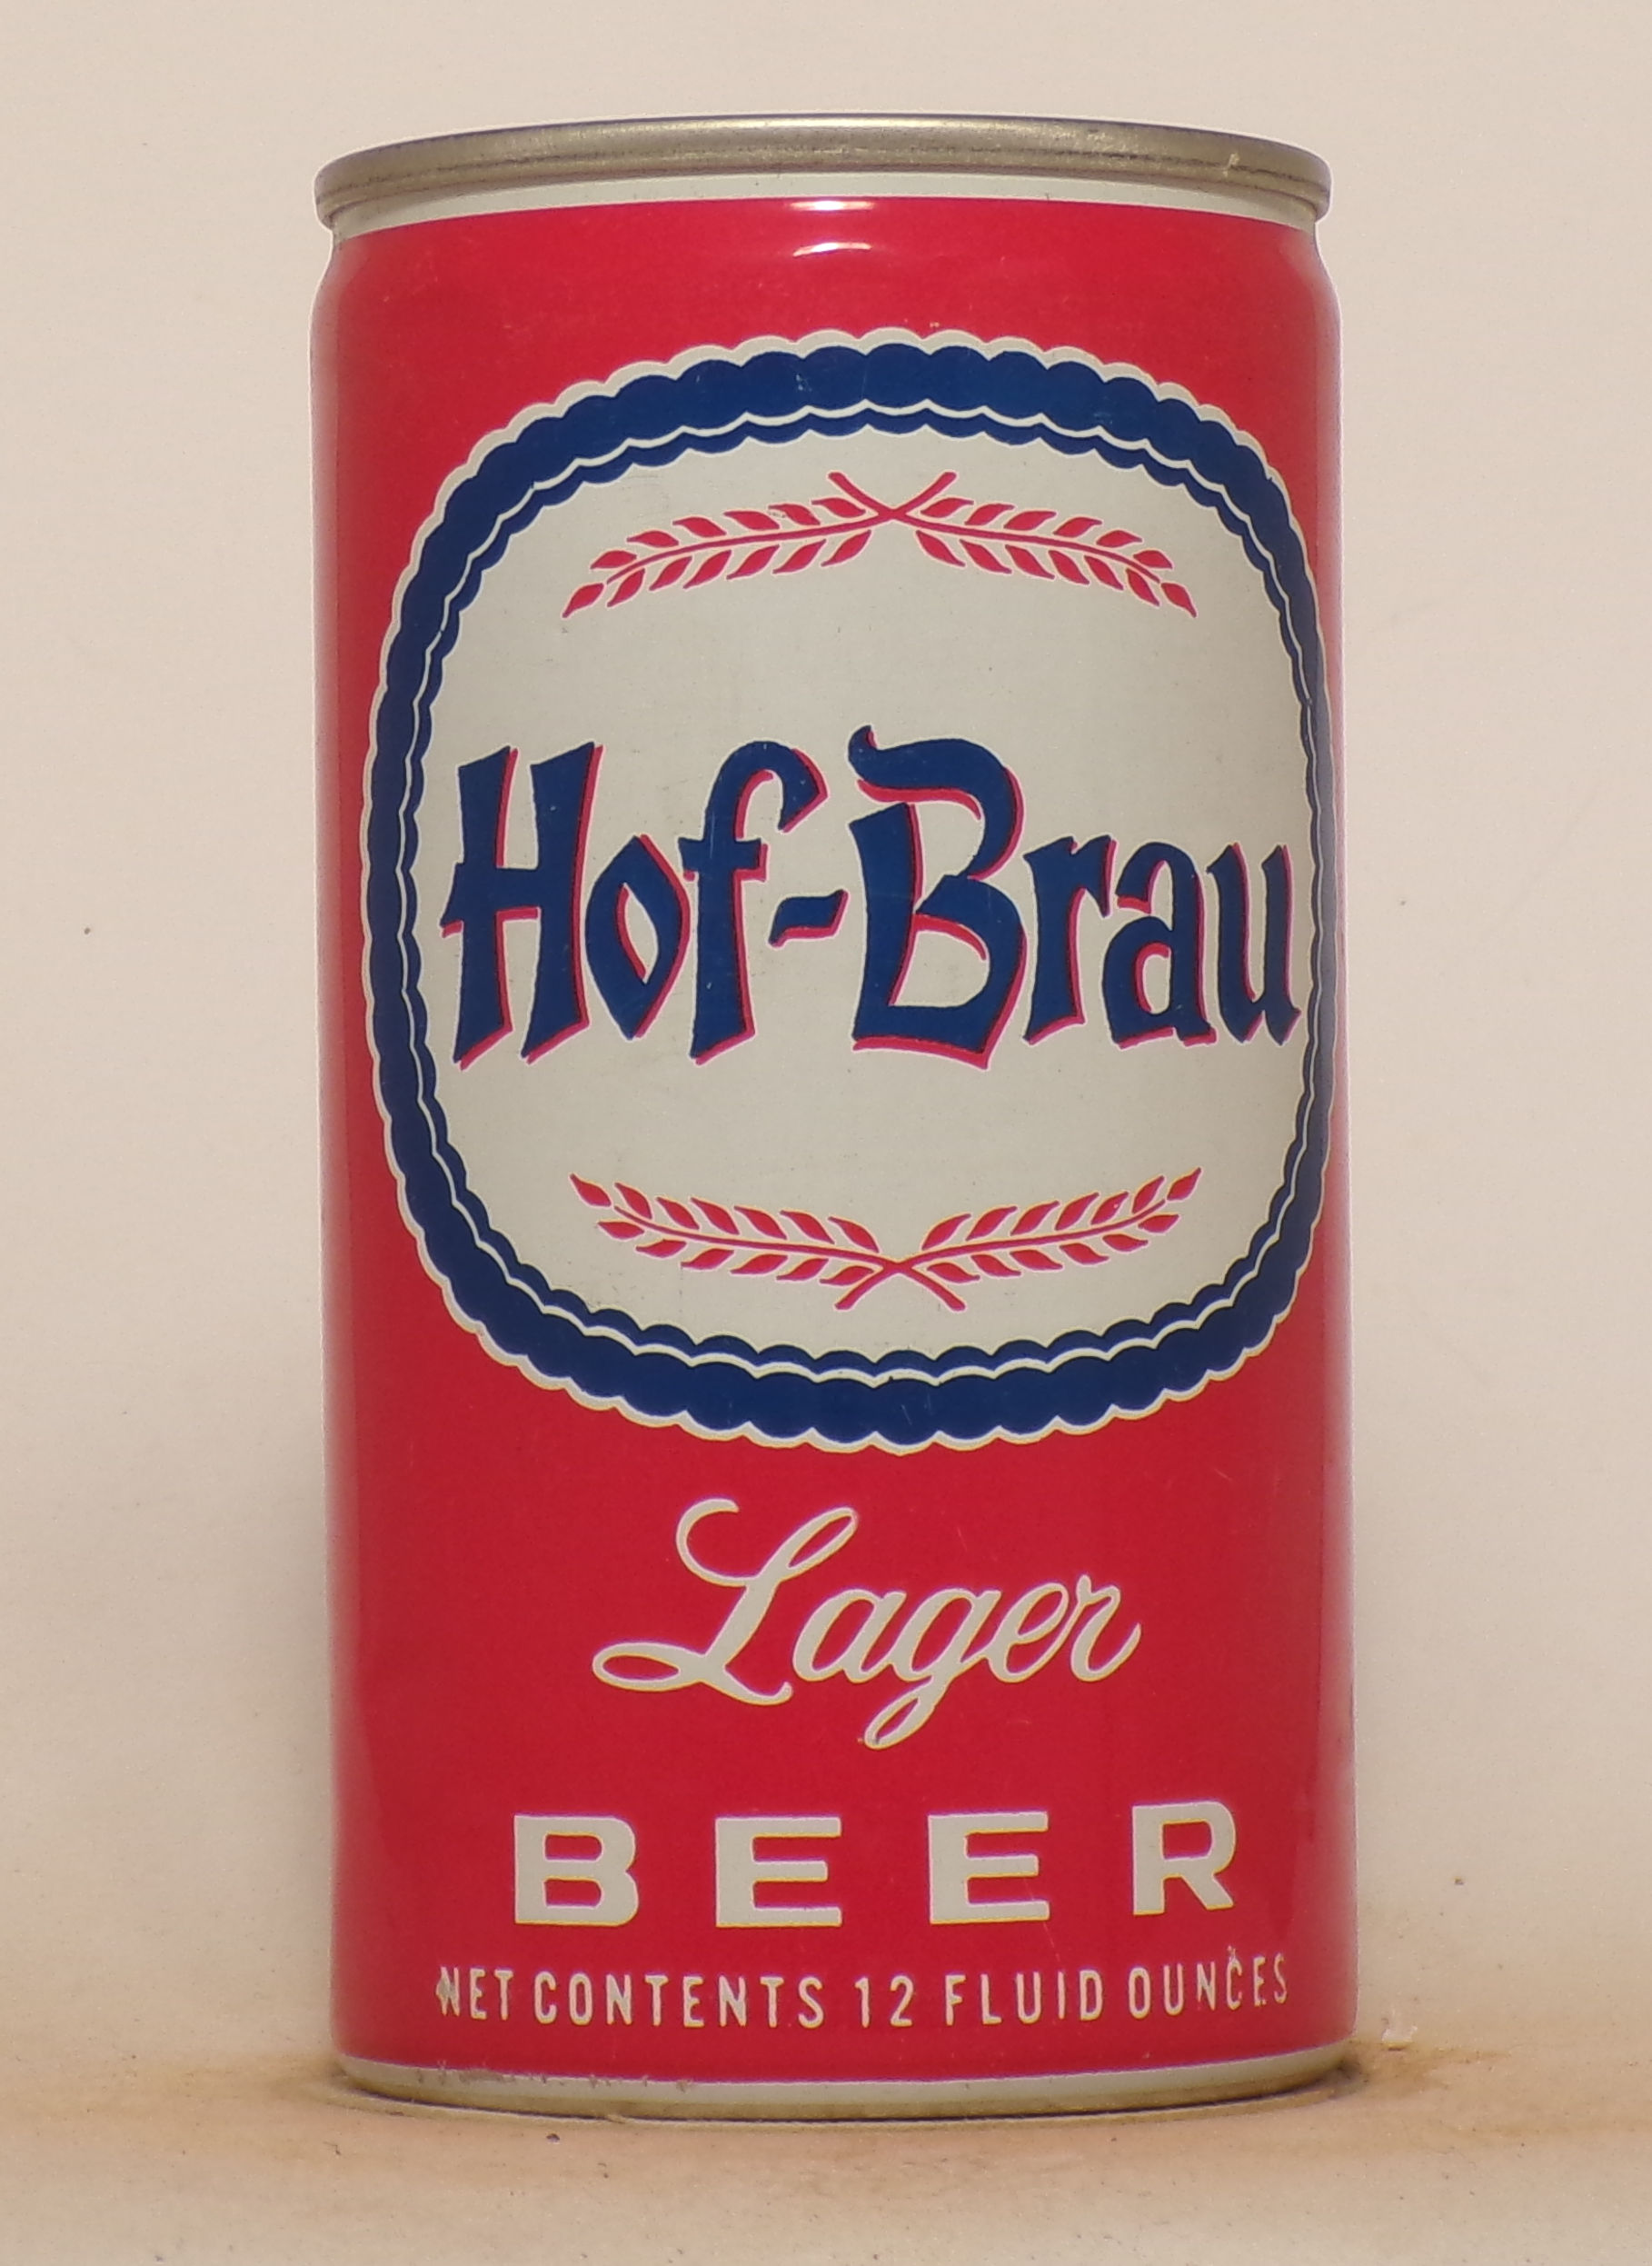 Hof-Brau
Lager
BEER
NET CONTENTS 12 FLUID OUNCES